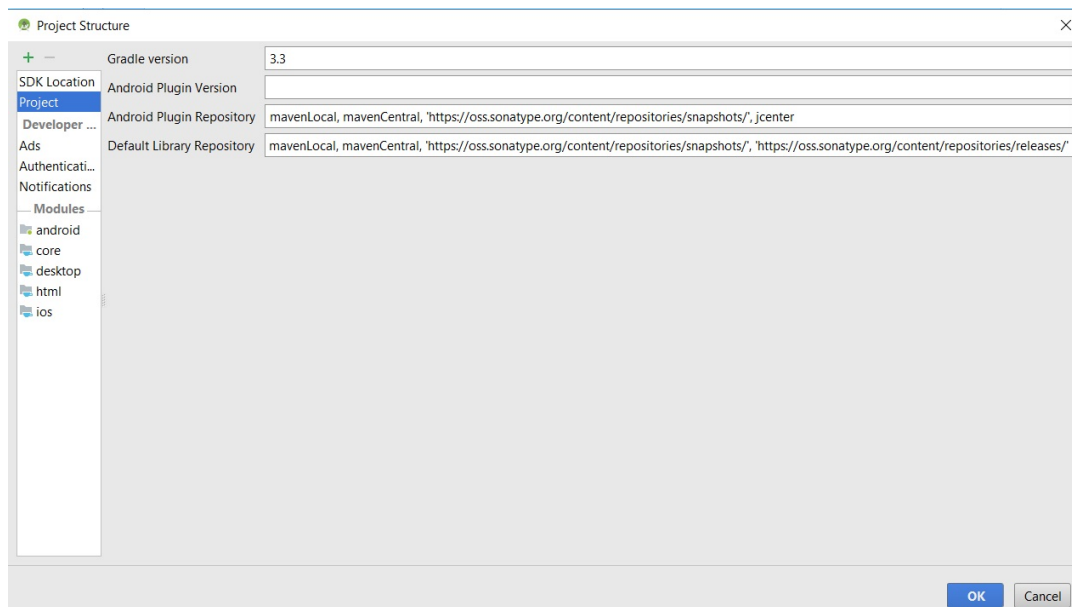 Project Structure
Gradle version 3.3
Android Plugin Version
Android Plugin Repository mavenLocal, mavenCentral, 'https://oss.sonatype.org/content/repositories/snapshots/', jcenter
Default Library Repository mavenLocal, mavenCentral, 'https://oss.sonatype.org/content/repositories/snapshots/', 'https://oss.sonatype.org/content/repositories/releases/'
SDK Location
Project
Developer ...
Ads
Authenticati...
Notifications
Modules
android
core
desktop
html
ios
OK Cancel